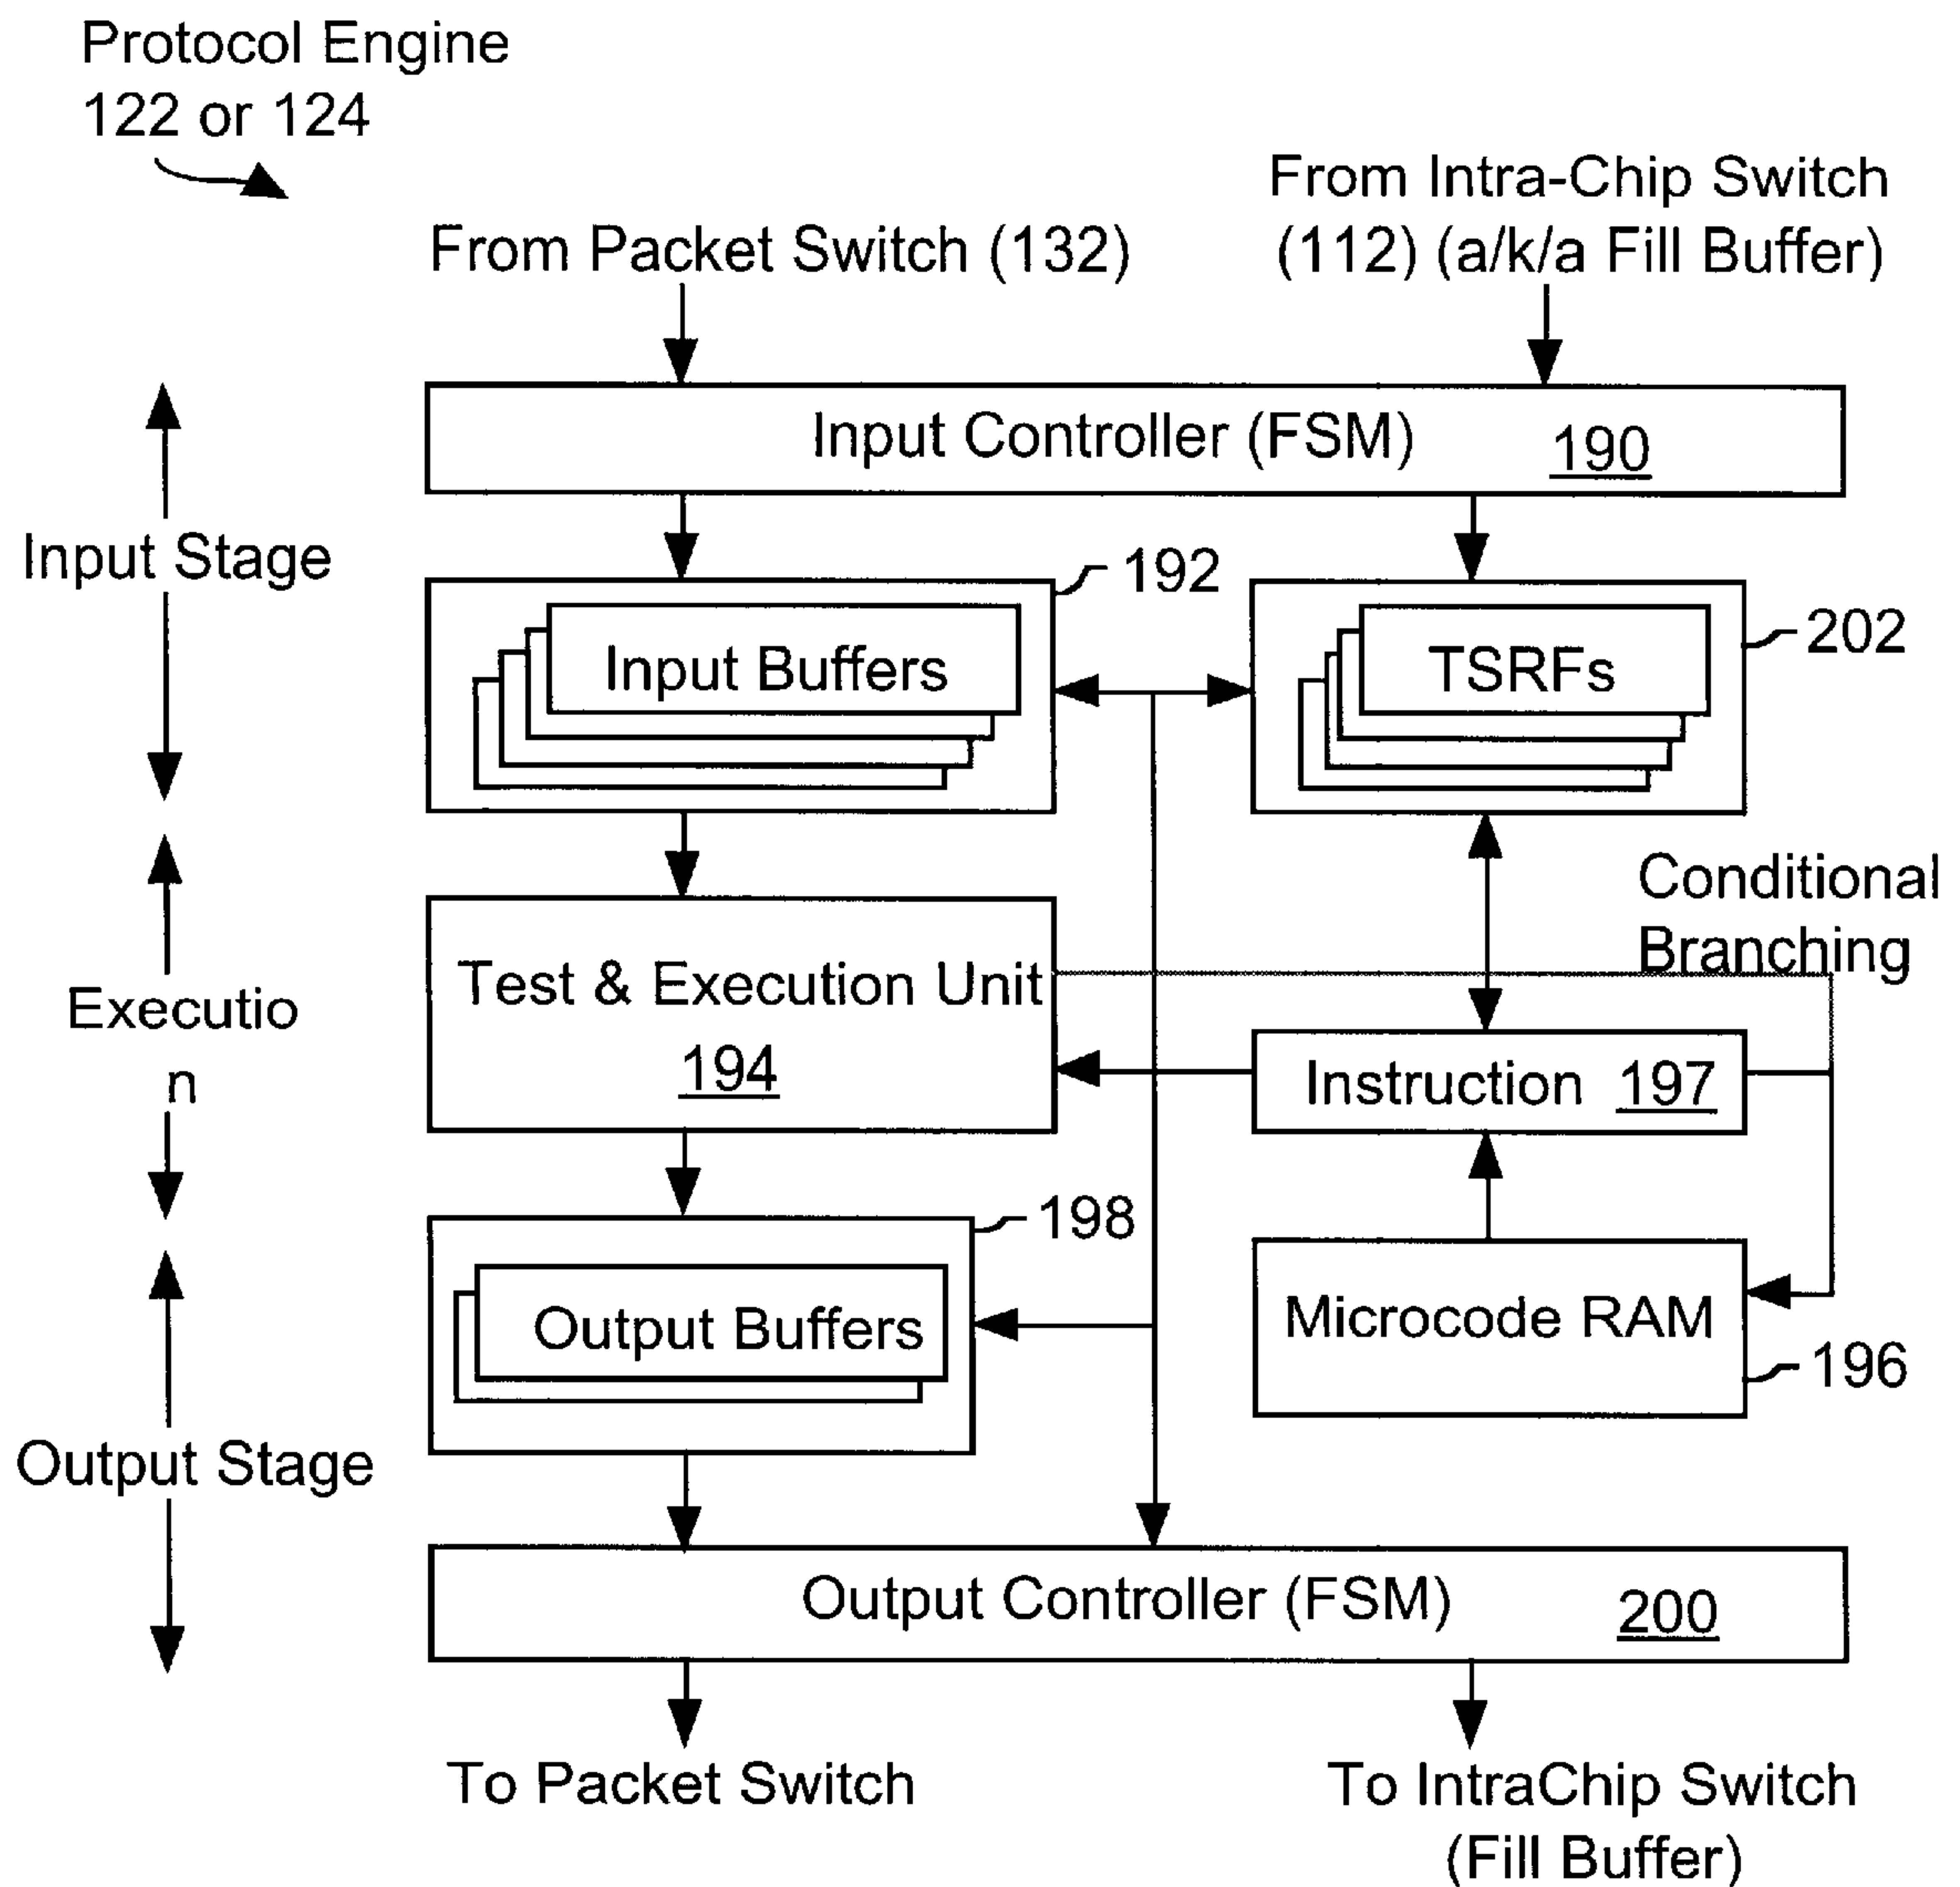 Protocol Engine
122 or 124
From Packet Switch (132)
From Intra-Chip Switch
(112) (a/k/a Fill Buffer)
Input Controller (FSM) 190
Input Stage
192
Input Buffers
202
TSRFs
Conditional
Branching
Executio
n
Test & Execution Unit
194
Instruction 197
198
Output Buffers
Microcode RAM
196
Output Stage
Output Controller (FSM) 200
To Packet Switch
To IntraChip Switch
(Fill Buffer)